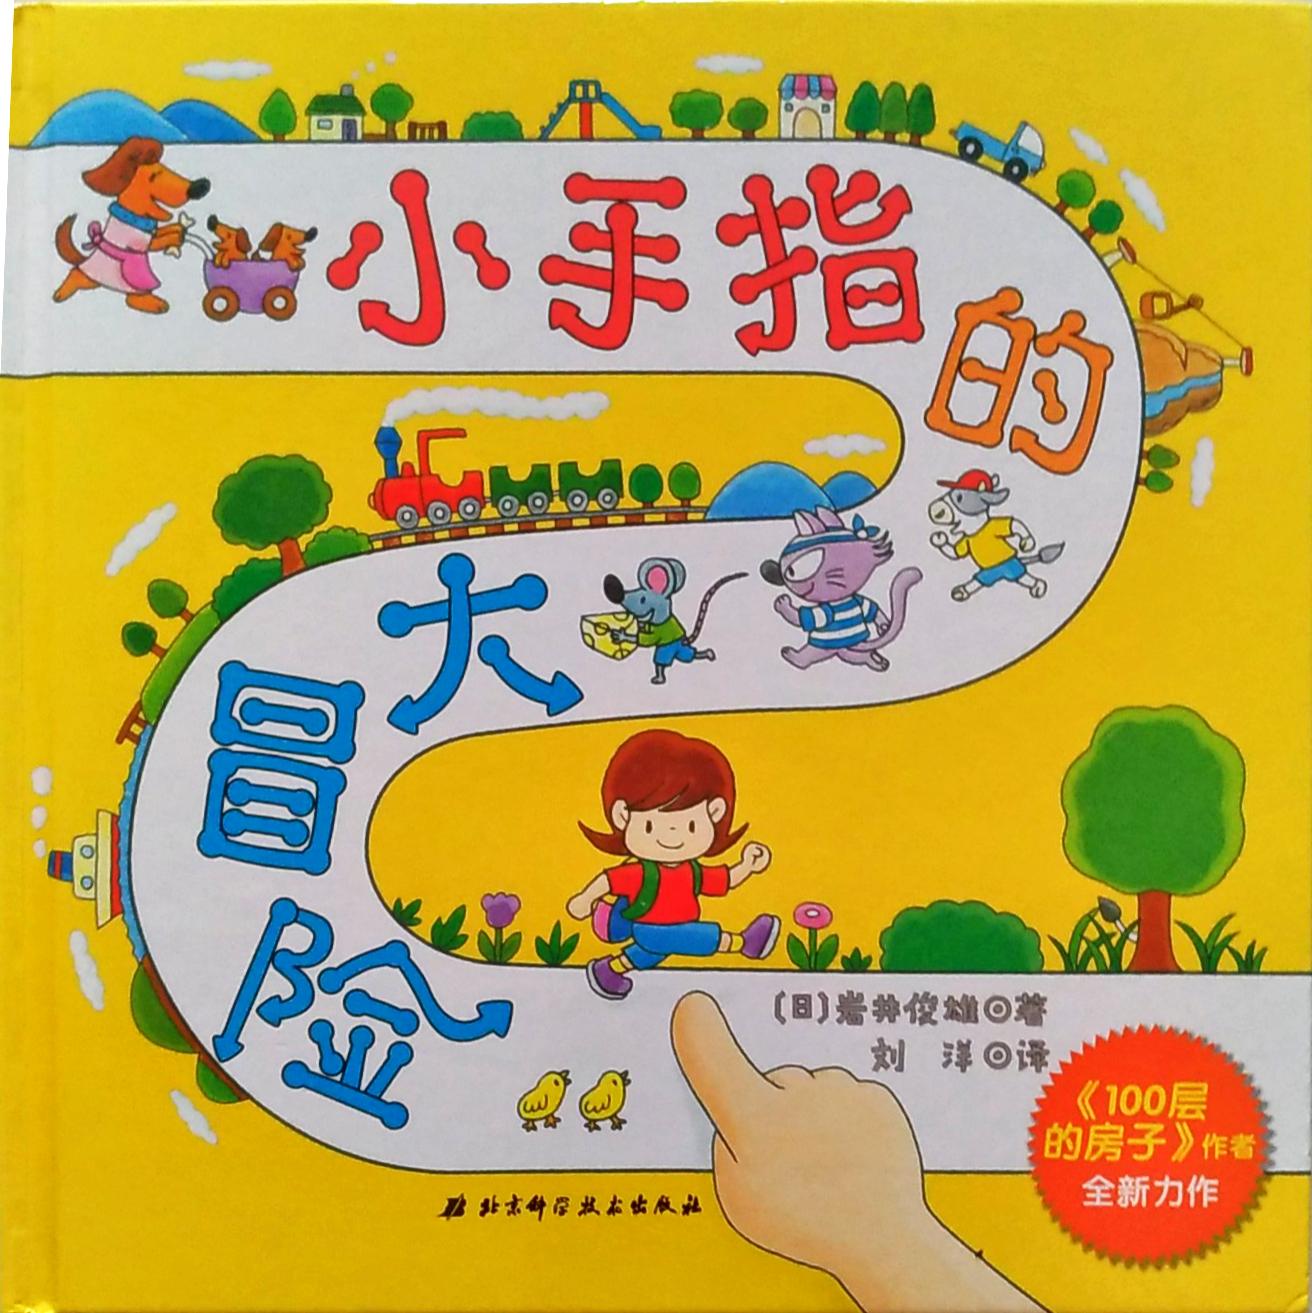 小手指的
大冒险
〔日〕岩井俊雄◎著
刘 洋◎译
《100层
的房子》作者
全新力作
北京科学技术出版社